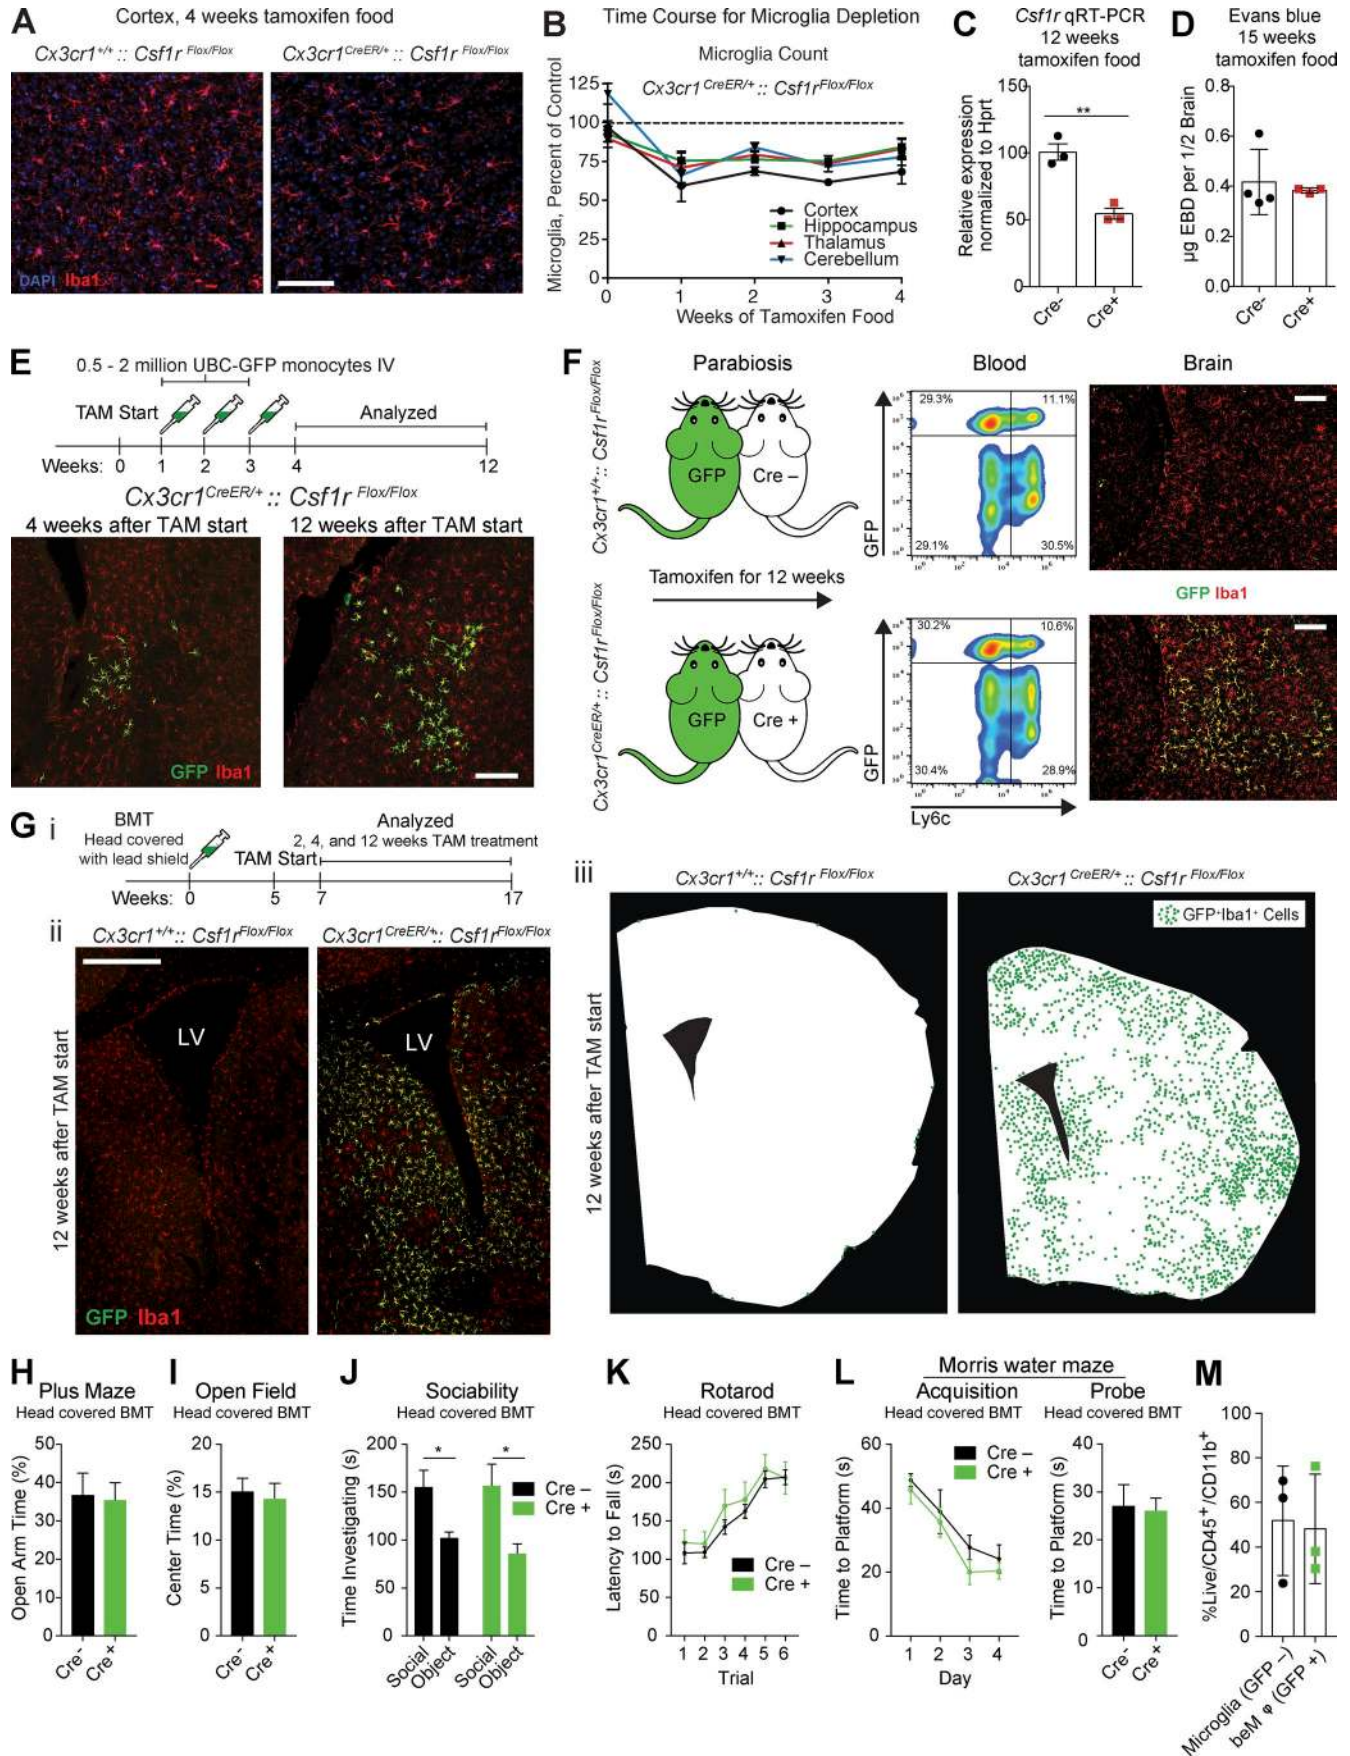 A
Cortex, 4 weeks tamoxifen food
Cx3cr1+/+ :: Csf1r Flox/Flox
Cx3cr1CreER/+ :: Csf1r Flox/Flox
DAPI Iba1
B
Time Course for Microglia Depletion
Microglia Count
Cx3cr1 CreER/+ :: Csf1r Flox/Flox
Microglia, Percent of Control
125
100
75
50
25
0
Cortex
Hippocampus
Thalamus
Cerebellum
0 1 2 3 4
Weeks of Tamoxifen Food
C
Csf1r qRT-PCR
12 weeks
tamoxifen food
Relative expression
normalized to Hprt
150
100
50
0
**
Cre- Cre+
D
Evans blue
15 weeks
tamoxifen food
µg EBD per 1/2 Brain
0.8
0.6
0.4
0.2
0.0
Cre- Cre+
E
0.5 - 2 million UBC-GFP monocytes IV
TAM Start
Analyzed
Weeks: 0 1 2 3 4 12
Cx3cr1CreER/+ :: Csf1r Flox/Flox
4 weeks after TAM start
12 weeks after TAM start
GFP Iba1
F
Parabiosis
Blood
Brain
Cx3cr1+/+ :: Csf1rFlox/Flox
GFP
Cre –
GFP
29.3%
11.1%
29.1%
30.5%
Tamoxifen for 12 weeks
GFP Iba1
Cx3cr1CreER/+ :: Csf1rFlox/Flox
GFP
Cre +
GFP
30.2%
10.6%
30.4%
28.9%
Ly6c
G
i
BMT
Head covered
with lead shield
TAM Start
Analyzed
2, 4, and 12 weeks TAM treatment
Weeks: 0 5 7 17
ii
Cx3cr1+/+:: Csf1rFlox/Flox
Cx3cr1CreER/+:: Csf1rFlox/Flox
12 weeks after TAM start
LV
LV
GFP Iba1
iii
Cx3cr1+/+:: Csf1r Flox/Flox
Cx3cr1 CreER/+:: Csf1r Flox/Flox
12 weeks after TAM start
GFP+Iba1+ Cells
H
Plus Maze
Head covered BMT
Open Arm Time (%)
50
40
30
20
10
0
Cre- Cre+
I
Open Field
Head covered BMT
Center Time (%)
20
15
10
5
0
Cre- Cre+
J
Sociability
Head covered BMT
Time Investigating (s)
200
150
100
50
0
* *
Cre –
Cre +
Social Object Social Object
K
Rotarod
Head covered BMT
Latency to Fall (s)
250
200
150
100
50
0
Cre –
Cre +
1 2 3 4 5 6
Trial
L
Morris water maze
Acquisition
Head covered BMT
Time to Platform (s)
60
40
20
0
Cre –
Cre +
1 2 3 4
Day
Probe
Head covered BMT
Time to Platform (s)
40
30
20
10
0
Cre- Cre+
M
%Live/CD45+/CD11b+
100
80
60
40
20
0
Microglia (GFP –)
beM φ (GFP +)